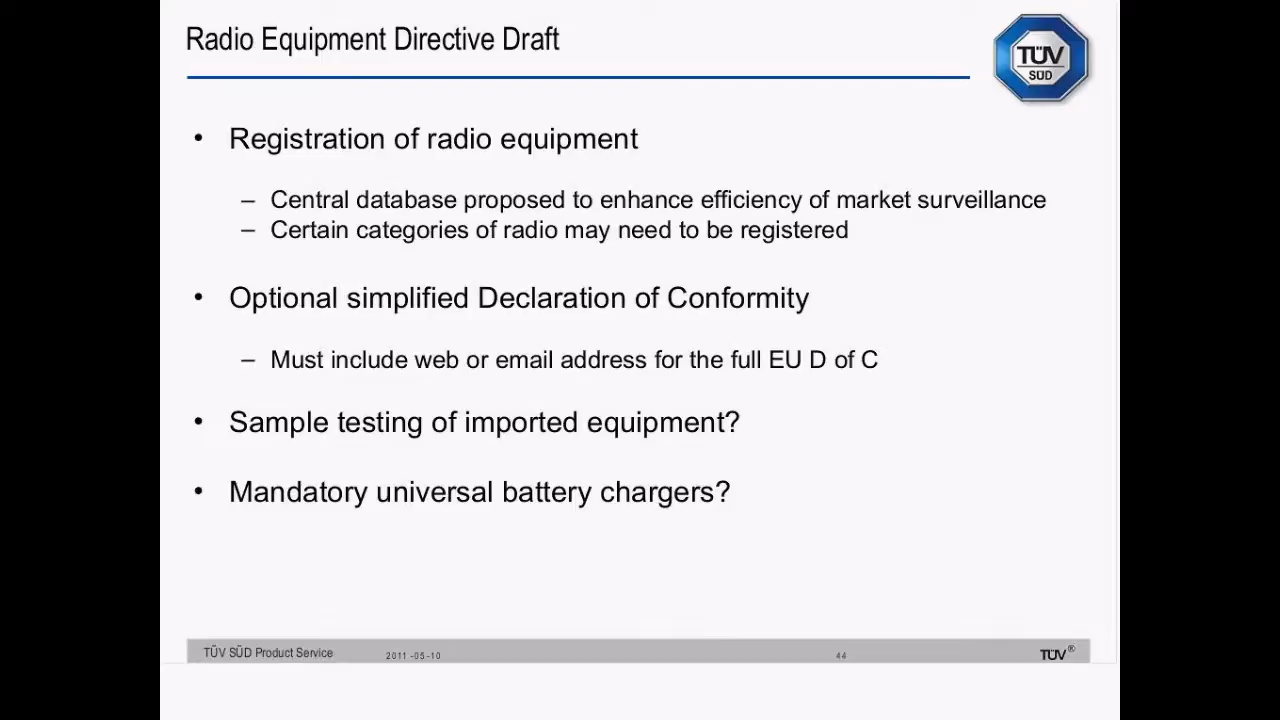 Radio Equipment Directive Draft
TÜV
SÜD
• Registration of radio equipment
– Central database proposed to enhance efficiency of market surveillance
– Certain categories of radio may need to be registered
• Optional simplified Declaration of Conformity
– Must include web or email address for the full EU D of C
• Sample testing of imported equipment?
• Mandatory universal battery chargers?
TÜV SÜD Product Service 2011-05-10 44 TÜV®